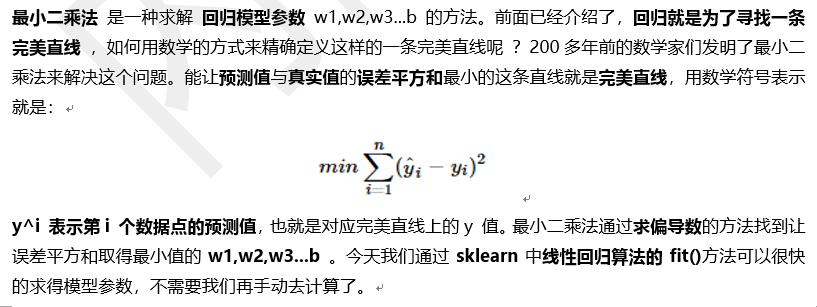 最小二乘法 是一种求解 回归模型参数 w1,w2,w3...b 的方法。前面已经介绍了，回归就是为了寻找一条
完美直线 ，如何用数学的方式来精确定义这样的一条完美直线呢 ？200 多年前的数学家们发明了最小二
乘法来解决这个问题。能让预测值与真实值的误差平方和最小的这条直线就是完美直线，用数学符号表示
就是：
min ∑_{i=1}^{n} (ŷ_i − y_i)²
y^i 表示第 i 个数据点的预测值，也就是对应完美直线上的 y 值。最小二乘法通过求偏导数的方法找到让
误差平方和取得最小值的 w1,w2,w3...b 。今天我们通过 sklearn 中线性回归算法的 fit()方法可以很快
的求得模型参数，不需要我们再手动去计算了。